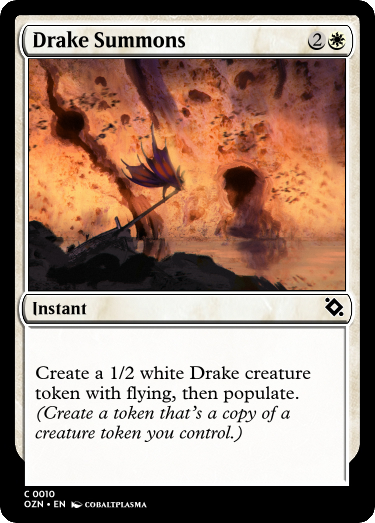 Drake Summons 2
Instant
Create a 1/2 white Drake creature
token with flying, then populate.
(Create a token that's a copy of a
creature token you control.)
C 0010
OZN • EN COBALTPLASMA